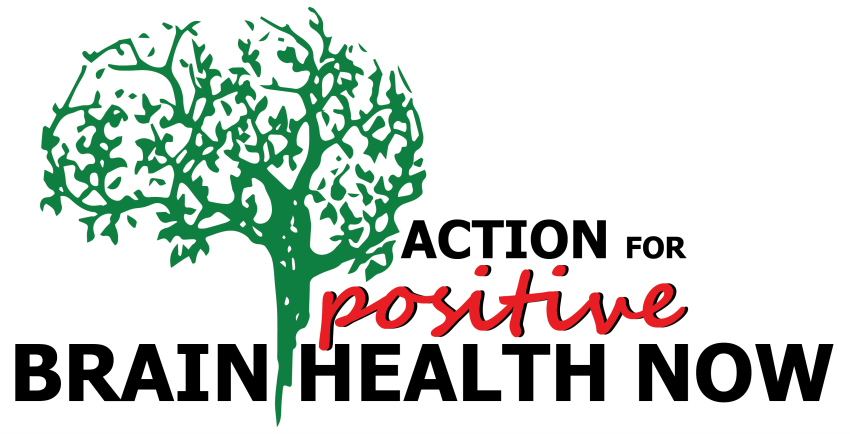 ACTION FOR
positive
BRAIN HEALTH NOW